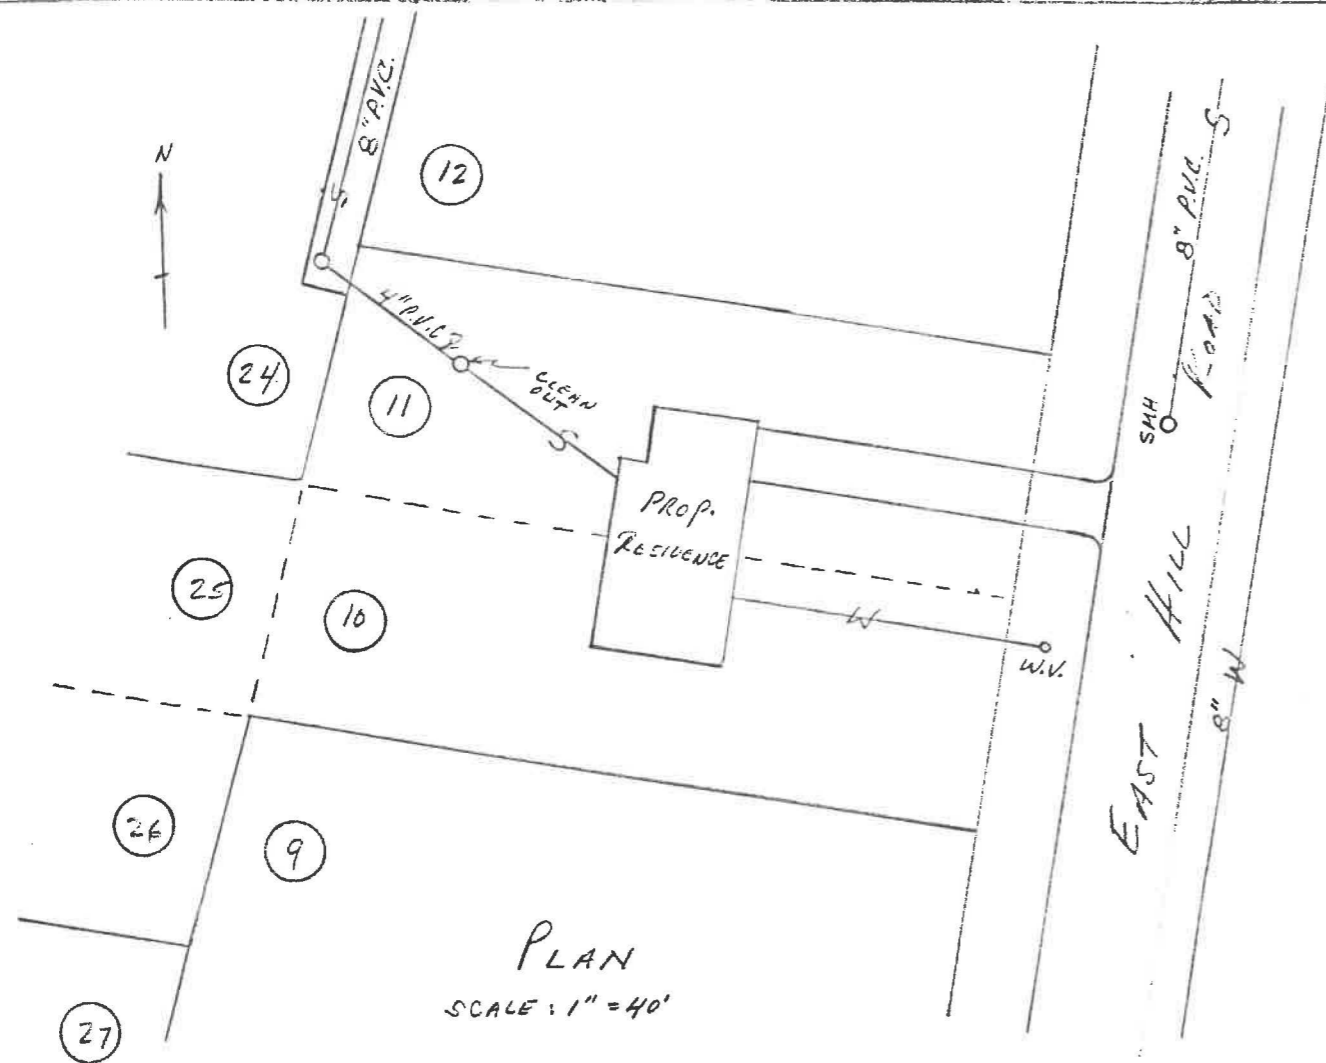 N
8" P.V.C.
S
12
4" P.V.C.
CLEAN
OUT
S
24
11
PROP.
RESIDENCE
25
10
W
W.V.
26
9
27
S
8" P.V.C.
SMH
EAST HILL ROAD
8" W
PLAN
SCALE : 1" = 40'